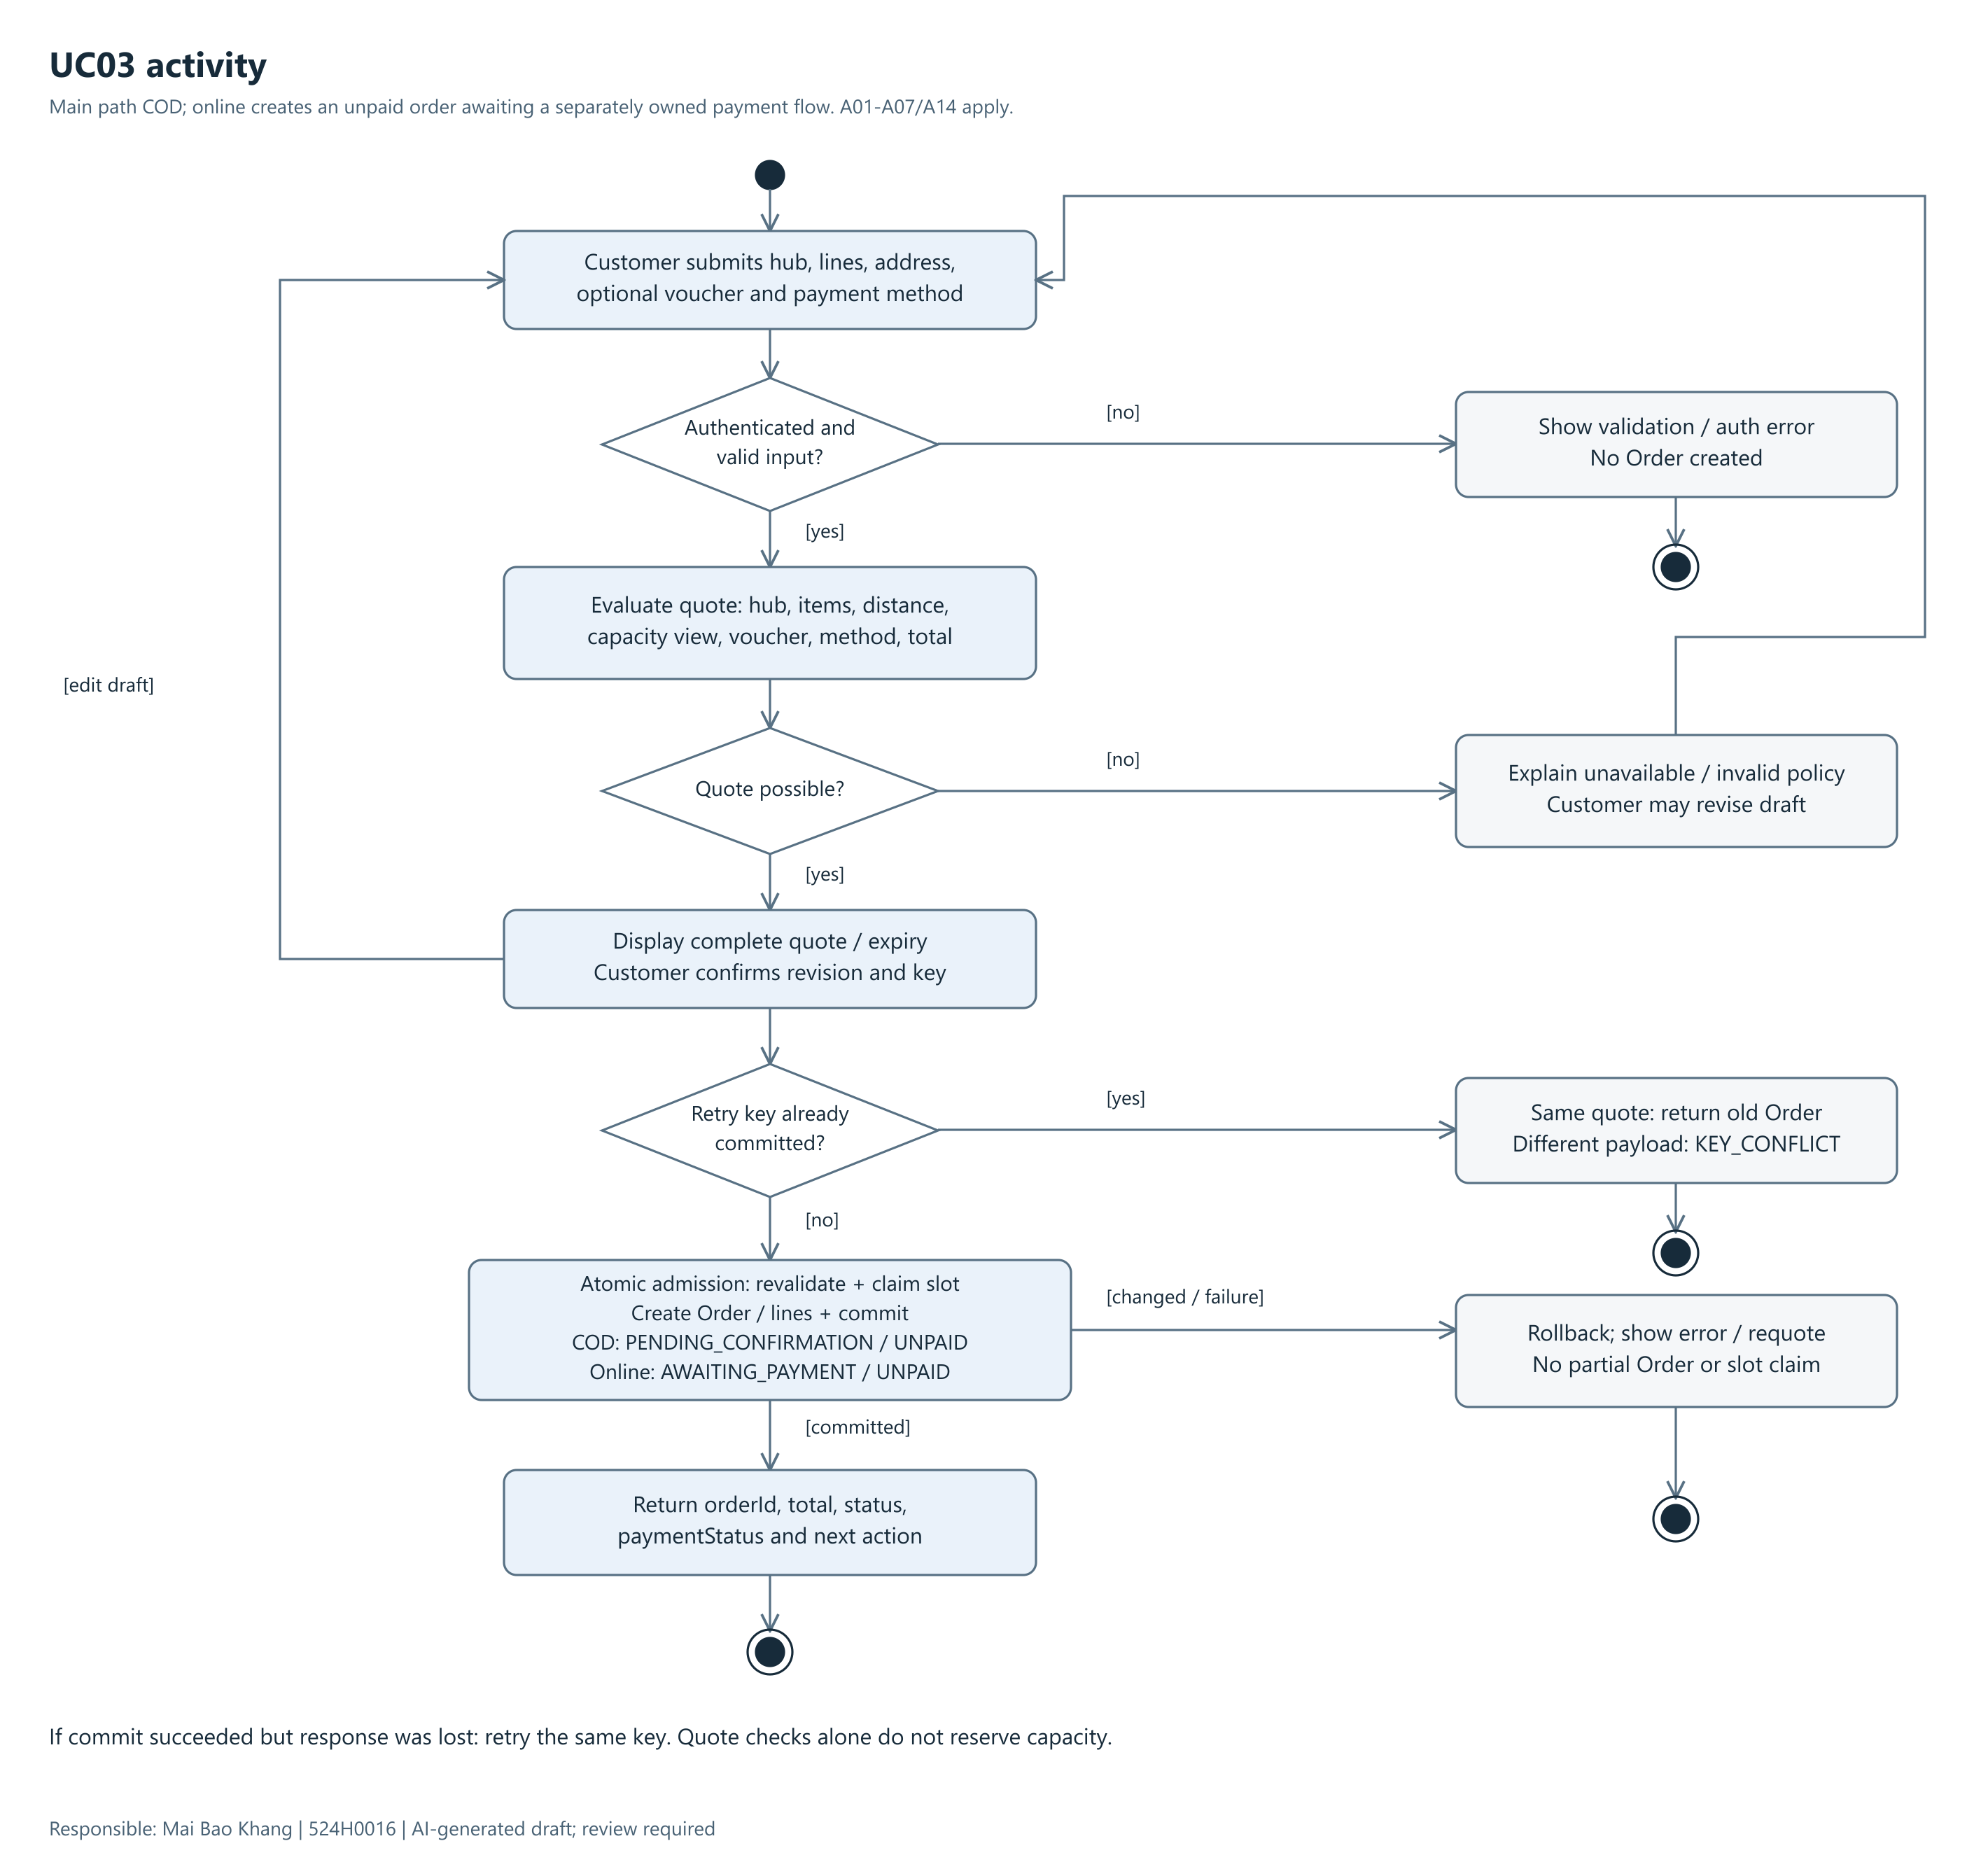 UC03 activity
Main path COD; online creates an unpaid order awaiting a separately owned payment flow. A01-A07/A14 apply.
Customer submits hub, lines, address,
optional voucher and payment method
Authenticated and
valid input?
[no]
Show validation / auth error
No Order created
[yes]
Evaluate quote: hub, items, distance,
capacity view, voucher, method, total
[edit draft]
Quote possible?
[no]
Explain unavailable / invalid policy
Customer may revise draft
[yes]
Display complete quote / expiry
Customer confirms revision and key
Retry key already
committed?
[yes]
Same quote: return old Order
Different payload: KEY_CONFLICT
[no]
Atomic admission: revalidate + claim slot
Create Order / lines + commit
COD: PENDING_CONFIRMATION / UNPAID
Online: AWAITING_PAYMENT / UNPAID
[changed / failure]
Rollback; show error / requote
No partial Order or slot claim
[committed]
Return orderId, total, status,
paymentStatus and next action
If commit succeeded but response was lost: retry the same key. Quote checks alone do not reserve capacity.
Responsible: Mai Bao Khang | 524H0016 | AI-generated draft; review required